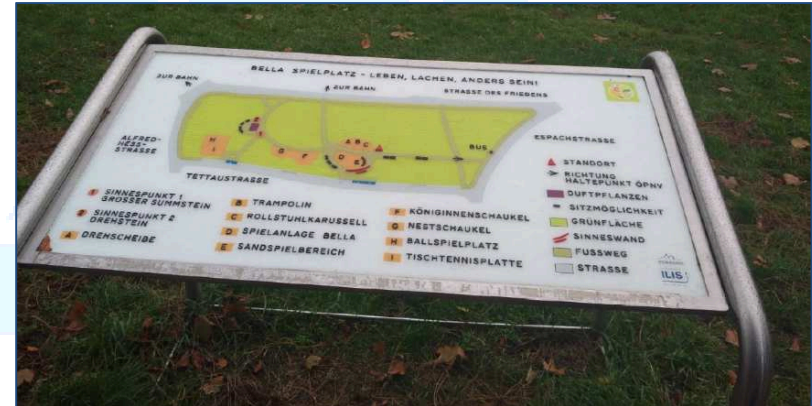 BELLA SPIELPLATZ - LEBEN, LACHEN, ANDERS SEIN!
ZUR BAHN
ZUR BAHN
STRASSE DES FRIEDENS
ALFRED-
HESS-
STRASSE
TETTAUSTRASSE
ESPACHSTRASSE
BUS
H
I
G
F
A B C
D E
1 SINNESPUNKT 1
GROSSER SUMMSTEIN
2 SINNESPUNKT 2
DREHSTEIN
A DREHSCHEIBE
B TRAMPOLIN
C ROLLSTUHLKARUSSELL
D SPIELANLAGE BELLA
E SANDSPIELBEREICH
F KÖNIGINNENSCHAUKEL
G NESTSCHAUKEL
H BALLSPIELPLATZ
I TISCHTENNISPLATTE
STANDORT
RICHTUNG
HALTEPUNKT ÖPNV
DUFTPFLANZEN
SITZMÖGLICHKEIT
GRÜNFLÄCHE
SINNESWAND
FUSSWEG
STRASSE
ILIS